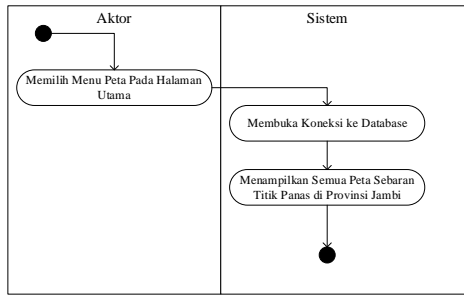 Aktor
Sistem
Memilih Menu Peta Pada Halaman
Utama
Membuka Koneksi ke Database
Menampilkan Semua Peta Sebaran
Titik Panas di Provinsi Jambi